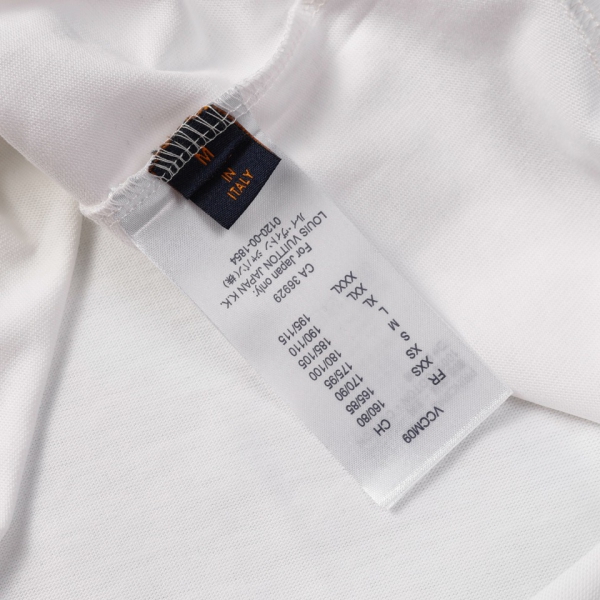 M
IN
ITALY
VCCM09
FR CH
XXS 160/80
XS 165/85
S 170/90
M 175/95
L 180/100
XL 185/105
XXL 190/110
XXXL 195/115
CA 36929
For Japan only:
LOUIS VUITTON JAPAN K.K.
ルイ・ヴィトン ジャパン(株)
0120-00-1854